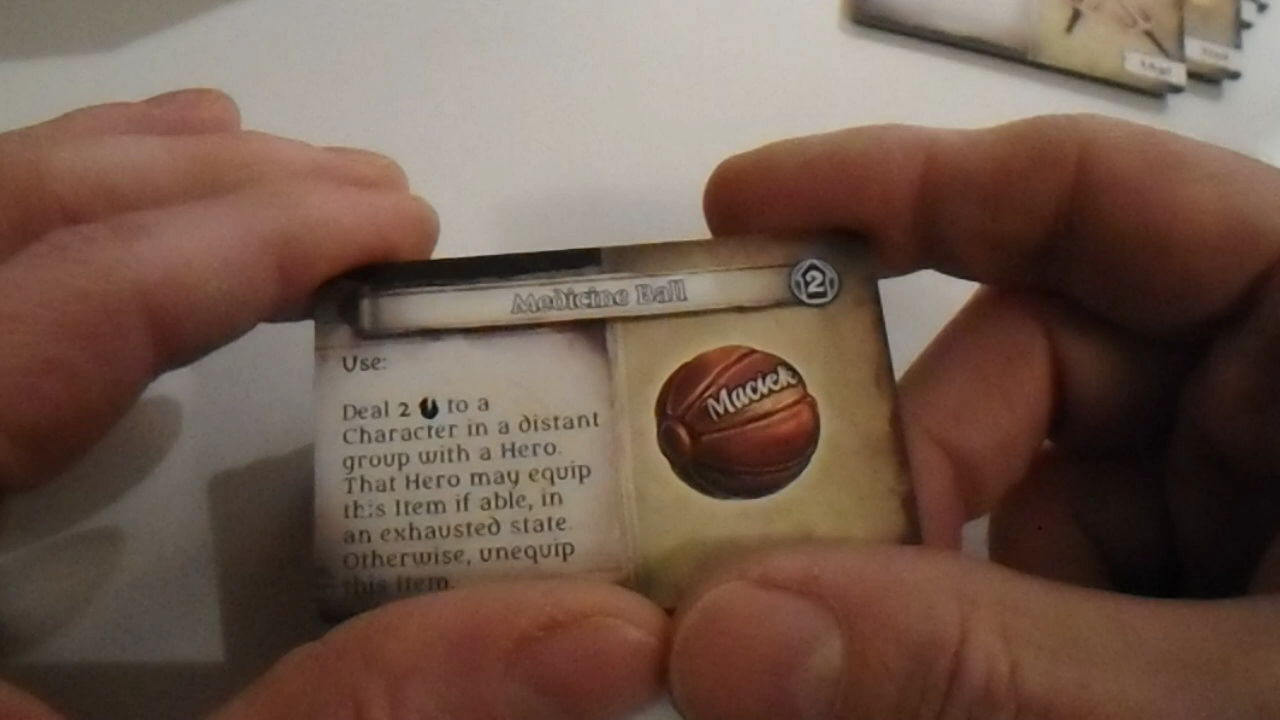 Medicine Ball
2
Use:
Deal 2 to a
Character in a distant
group with a Hero.
That Hero may equip
this Item if able, in
an exhausted state.
Otherwise, unequip
this Item.
Maciek